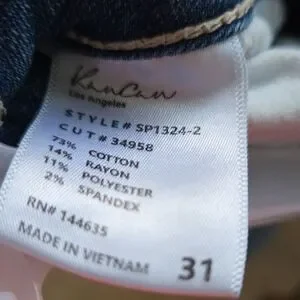 KanCan
Los Angeles
STYLE# SP1324-2
CUT# 34958
73% COTTON
14% RAYON
11% POLYESTER
2% SPANDEX
RN# 144635
MADE IN VIETNAM 31